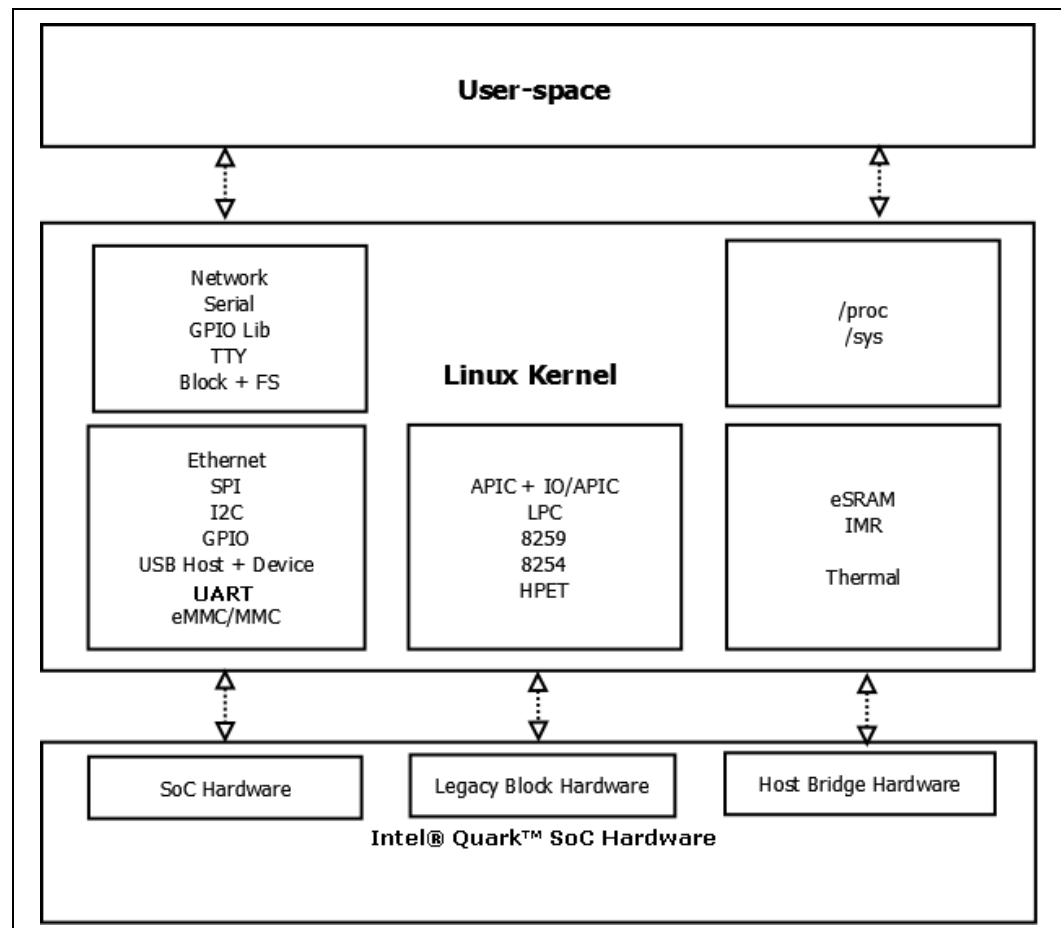 User-space
Network
Serial
GPIO Lib
TTY
Block + FS
Linux Kernel
/proc
/sys
Ethernet
SPI
I2C
GPIO
USB Host + Device
UART
eMMC/MMC
APIC + IO/APIC
LPC
8259
8254
HPET
eSRAM
IMR
Thermal
SoC Hardware
Legacy Block Hardware
Host Bridge Hardware
Intel® Quark™ SoC Hardware